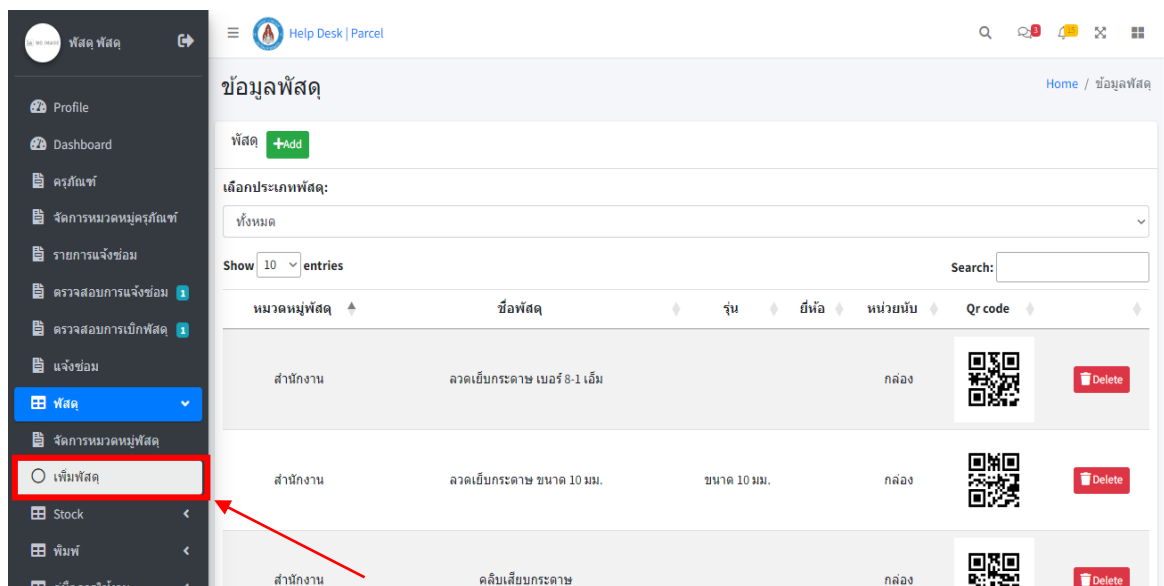 พัสดุ พัสดุ
Help Desk | Parcel
3
15
ข้อมูลพัสดุ
Home / ข้อมูลพัสดุ
Profile
Dashboard
ครุภัณฑ์
จัดการหมวดหมู่ครุภัณฑ์
รายการแจ้งซ่อม
ตรวจสอบการแจ้งซ่อม 1
ตรวจสอบการเบิกพัสดุ 1
แจ้งซ่อม
พัสดุ
จัดการหมวดหมู่พัสดุ
เพิ่มพัสดุ
Stock
พิมพ์
พัสดุ +Add
เลือกประเภทพัสดุ:
ทั้งหมด
Show 10 entries
Search:
หมวดหมู่พัสดุ ชื่อพัสดุ รุ่น ยี่ห้อ หน่วยนับ Qr code
สำนักงาน ลวดเย็บกระดาษ เบอร์ 8-1 เอ็ม กล่อง Delete
สำนักงาน ลวดเย็บกระดาษ ขนาด 10 มม. ขนาด 10 มม. กล่อง Delete
สำนักงาน คลิบเสียบกระดาษ กล่อง Delete